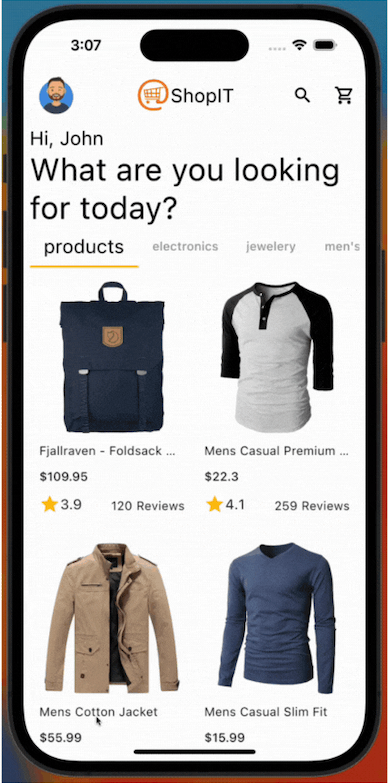 3:07
ShopIT
Hi, John
What are you looking
for today?
products electronics jewelery men's
Fjallraven - Foldsack ... Mens Casual Premium ...
$109.95 $22.3
3.9 120 Reviews 4.1 259 Reviews
Mens Cotton Jacket Mens Casual Slim Fit
$55.99 $15.99